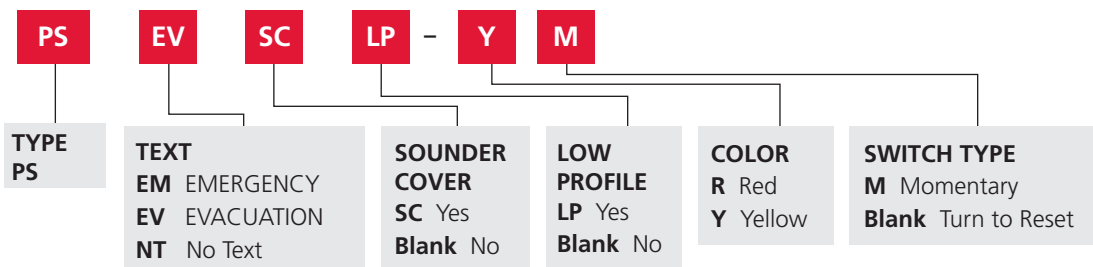 PS EV SC LP – Y M
TYPE
PS
TEXT
EM EMERGENCY
EV EVACUATION
NT No Text
SOUNDER
COVER
SC Yes
Blank No
LOW
PROFILE
LP Yes
Blank No
COLOR
R Red
Y Yellow
SWITCH TYPE
M Momentary
Blank Turn to Reset